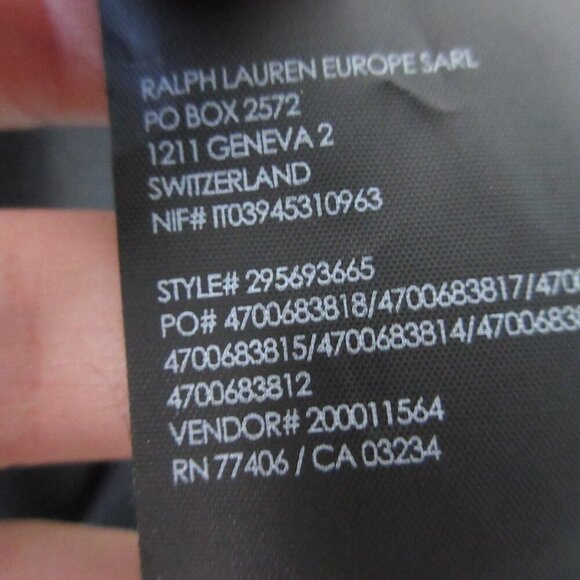 RALPH LAUREN EUROPE SARL
PO BOX 2572
1211 GENEVA 2
SWITZERLAND
NIF# IT03945310963
STYLE# 295693665
PO# 4700683818/4700683817/
4700683815/4700683814/
4700683812
VENDOR# 200011564
RN 77406 / CA 03234